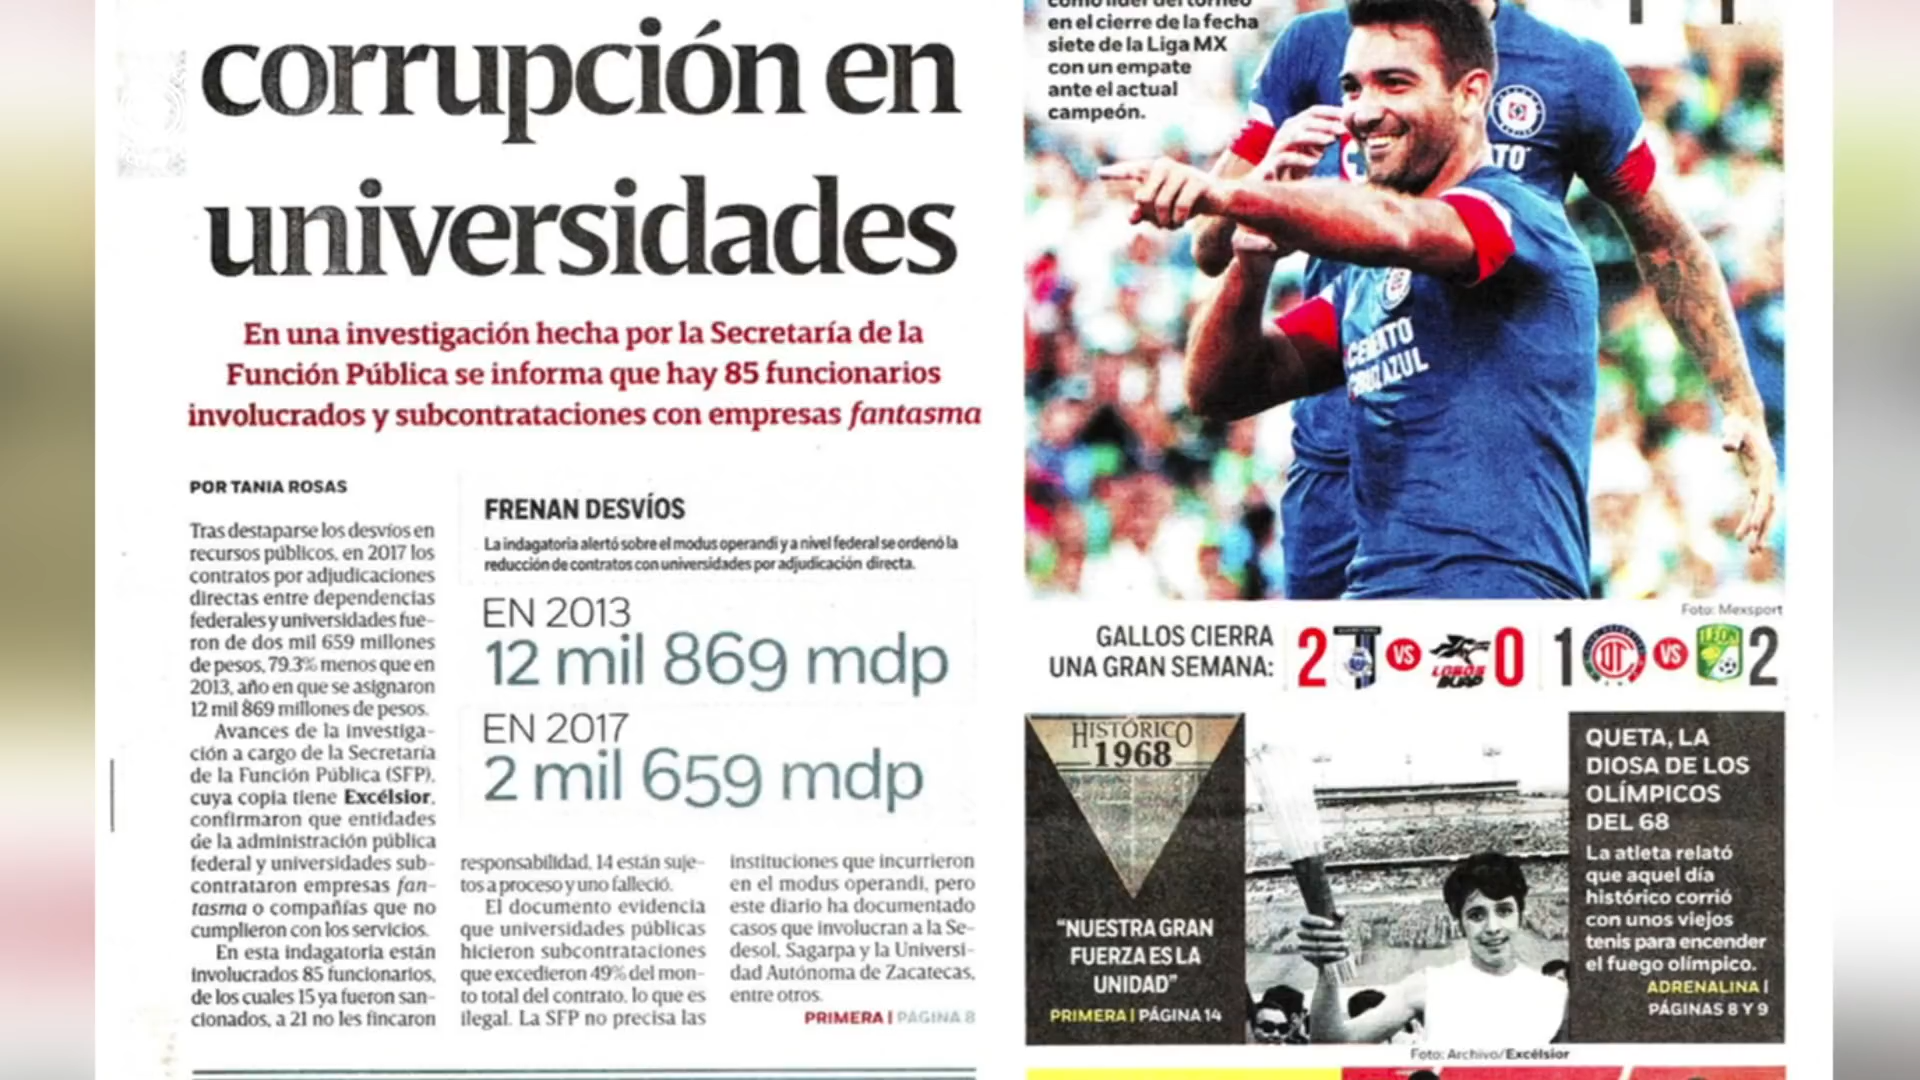 corrupción en
universidades
En una investigación hecha por la Secretaría de la
Función Pública se informa que hay 85 funcionarios
involucrados y subcontrataciones con empresas fantasma
POR TANIA ROSAS
Tras destaparse los desvíos en
recursos públicos, en 2017 los
contratos por adjudicaciones
directas entre dependencias
federales y universidades fue-
ron de dos mil 659 millones
de pesos, 79.3% menos que en
2013, año en que se asignaron
12 mil 869 millones de pesos.
Avances de la investiga-
ción a cargo de la Secretaría
de la Función Pública (SFP),
cuya copia tiene Excélsior,
confirmaron que entidades
de la administración pública
federal y universidades sub-
contrataron empresas fan-
tasma o compañías que no
cumplieron con los servicios.
En esta indagatoria están
involucrados 85 funcionarios,
de los cuales 15 ya fueron san-
cionados, a 21 no les fincaron
FRENAN DESVÍOS
La indagatoria alertó sobre el modus operandi y a nivel federal se ordenó la
reducción de contratos con universidades por adjudicación directa.
EN 2013
12 mil 869 mdp
EN 2017
2 mil 659 mdp
responsabilidad, 14 están suje-
tos a proceso y uno falleció.
El documento evidencia
que universidades públicas
hicieron subcontrataciones
que excedieron 49% del mon-
to total del contrato, lo que es
ilegal. La SFP no precisa las
instituciones que incurrieron
en el modus operandi, pero
este diario ha documentado
casos que involucran a la Se-
desol, Sagarpa y la Universi-
dad Autónoma de Zacatecas,
entre otros.
PRIMERA | PÁGINA 8
como líder del torneo
en el cierre de la fecha
siete de la Liga MX
con un empate
ante el actual
campeón.
CEMENTO
CRUZ AZUL
Foto: Mexsport
GALLOS CIERRA
UNA GRAN SEMANA:
2 VS LOBOS BUAP 0
1 VS LEÓN 2
HISTÓRICO
1968
"NUESTRA GRAN
FUERZA ES LA
UNIDAD"
PRIMERA | PÁGINA 14
QUETA, LA
DIOSA DE LOS
OLÍMPICOS
DEL 68
La atleta relató
que aquel día
histórico corrió
con unos viejos
tenis para encender
el fuego olímpico.
ADRENALINA |
PÁGINAS 8 Y 9
Foto: Archivo/Excélsior